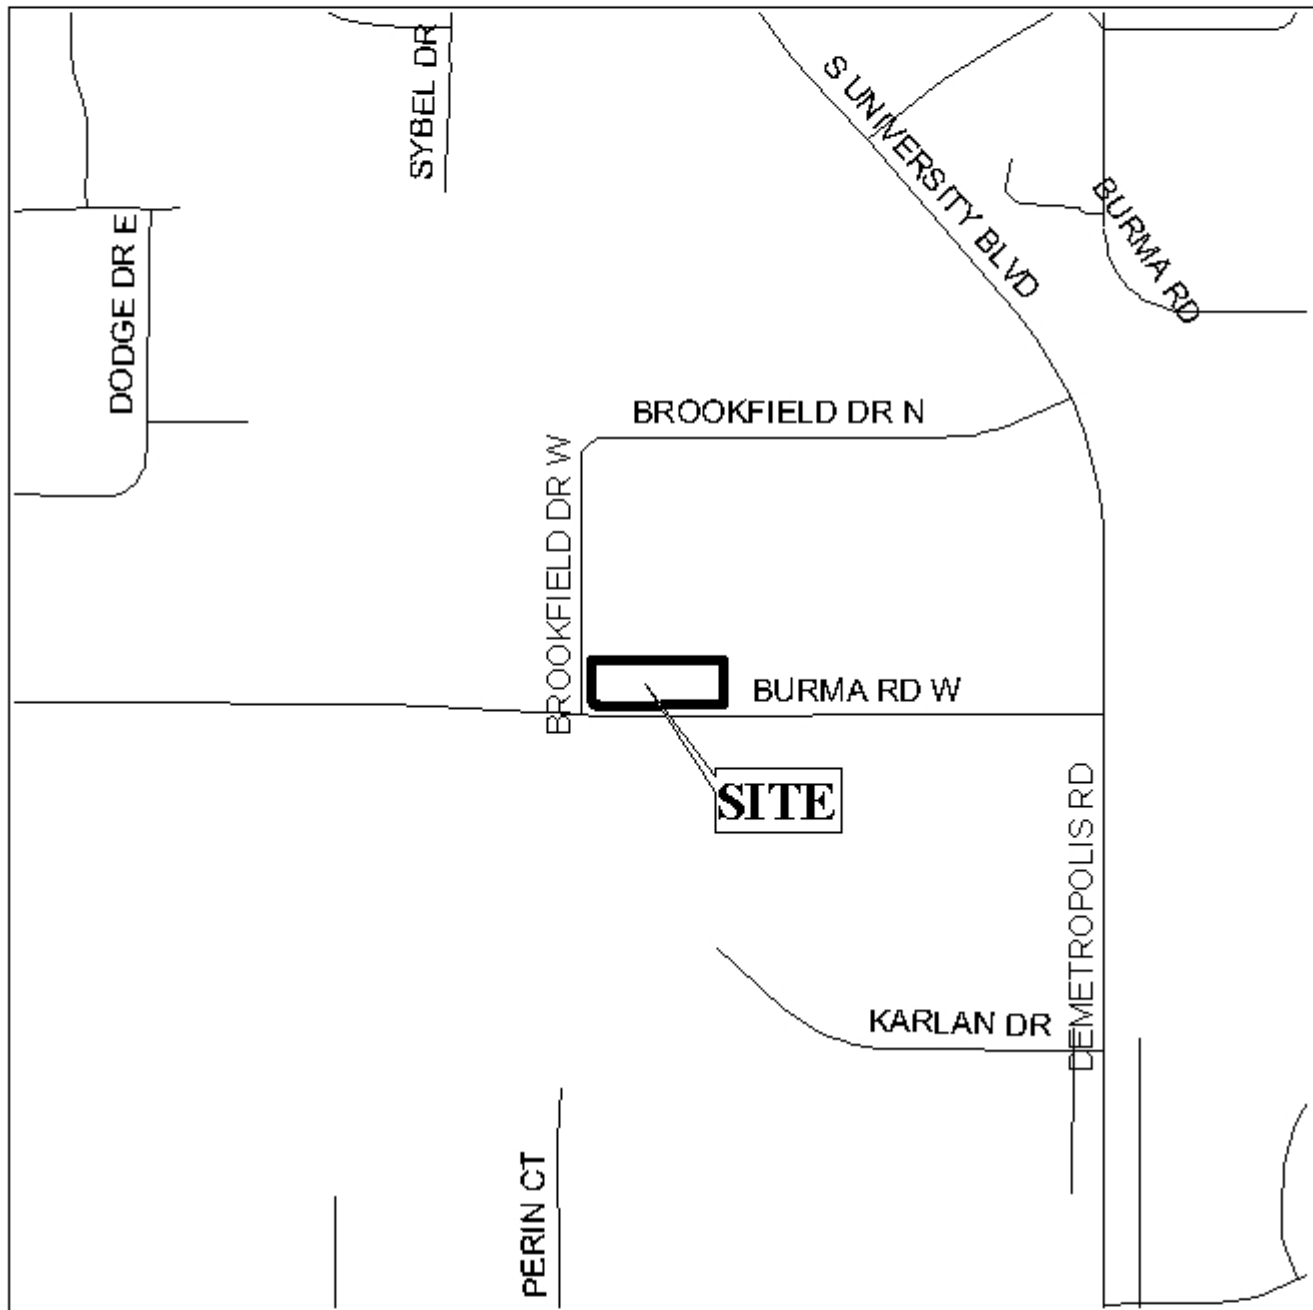 SYBEL DR
S UNIVERSITY BLVD
BURMA RD
DODGE DR E
BROOKFIELD DR N
BROOKFIELD DR W
BURMA RD W
SITE
DEMETROPOLIS RD
KARLAN DR
PERIN CT